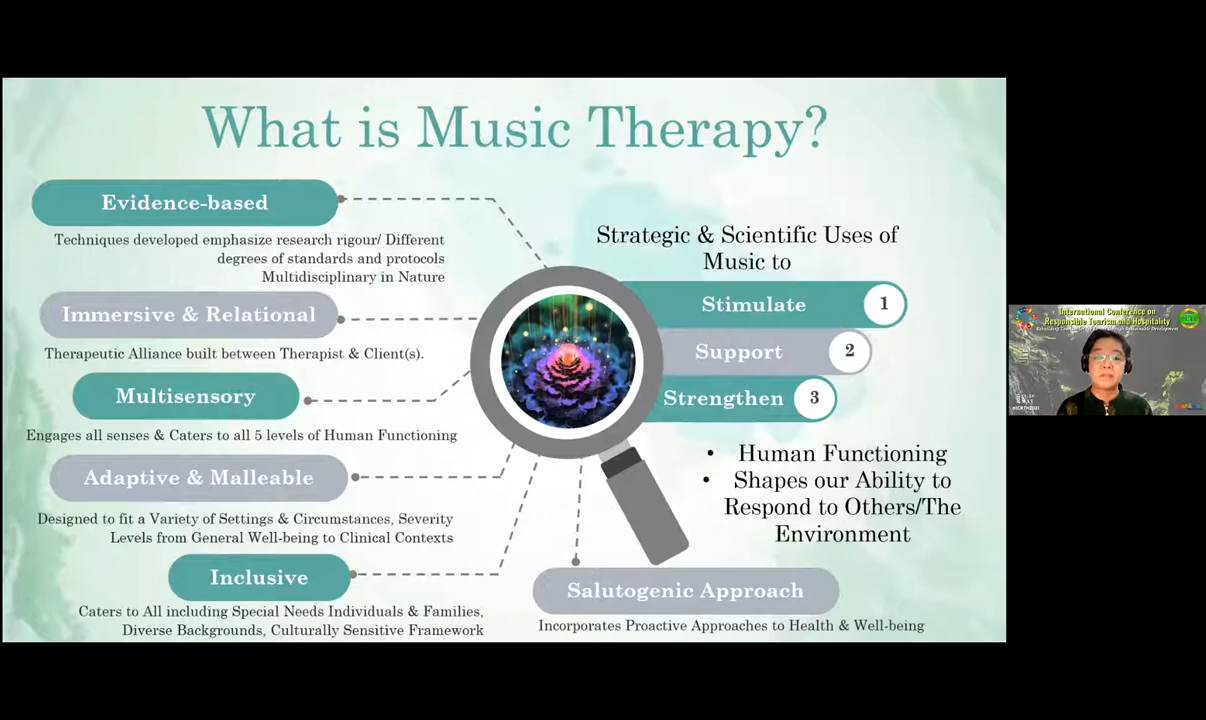 What is Music Therapy?
Evidence-based
Techniques developed emphasize research rigour/ Different
degrees of standards and protocols
Multidisciplinary in Nature
Immersive & Relational
Therapeutic Alliance built between Therapist & Client(s).
Multisensory
Engages all senses & Caters to all 5 levels of Human Functioning
Adaptive & Malleable
Designed to fit a Variety of Settings & Circumstances, Severity
Levels from General Well-being to Clinical Contexts
Inclusive
Caters to All including Special Needs Individuals & Families,
Diverse Backgrounds, Culturally Sensitive Framework
Strategic & Scientific Uses of
Music to
Stimulate 1
Support 2
Strengthen 3
• Human Functioning
• Shapes our Ability to
Respond to Others/The
Environment
Salutogenic Approach
Incorporates Proactive Approaches to Health & Well-being
International Conference on
Responsible Tourism and Hospitality